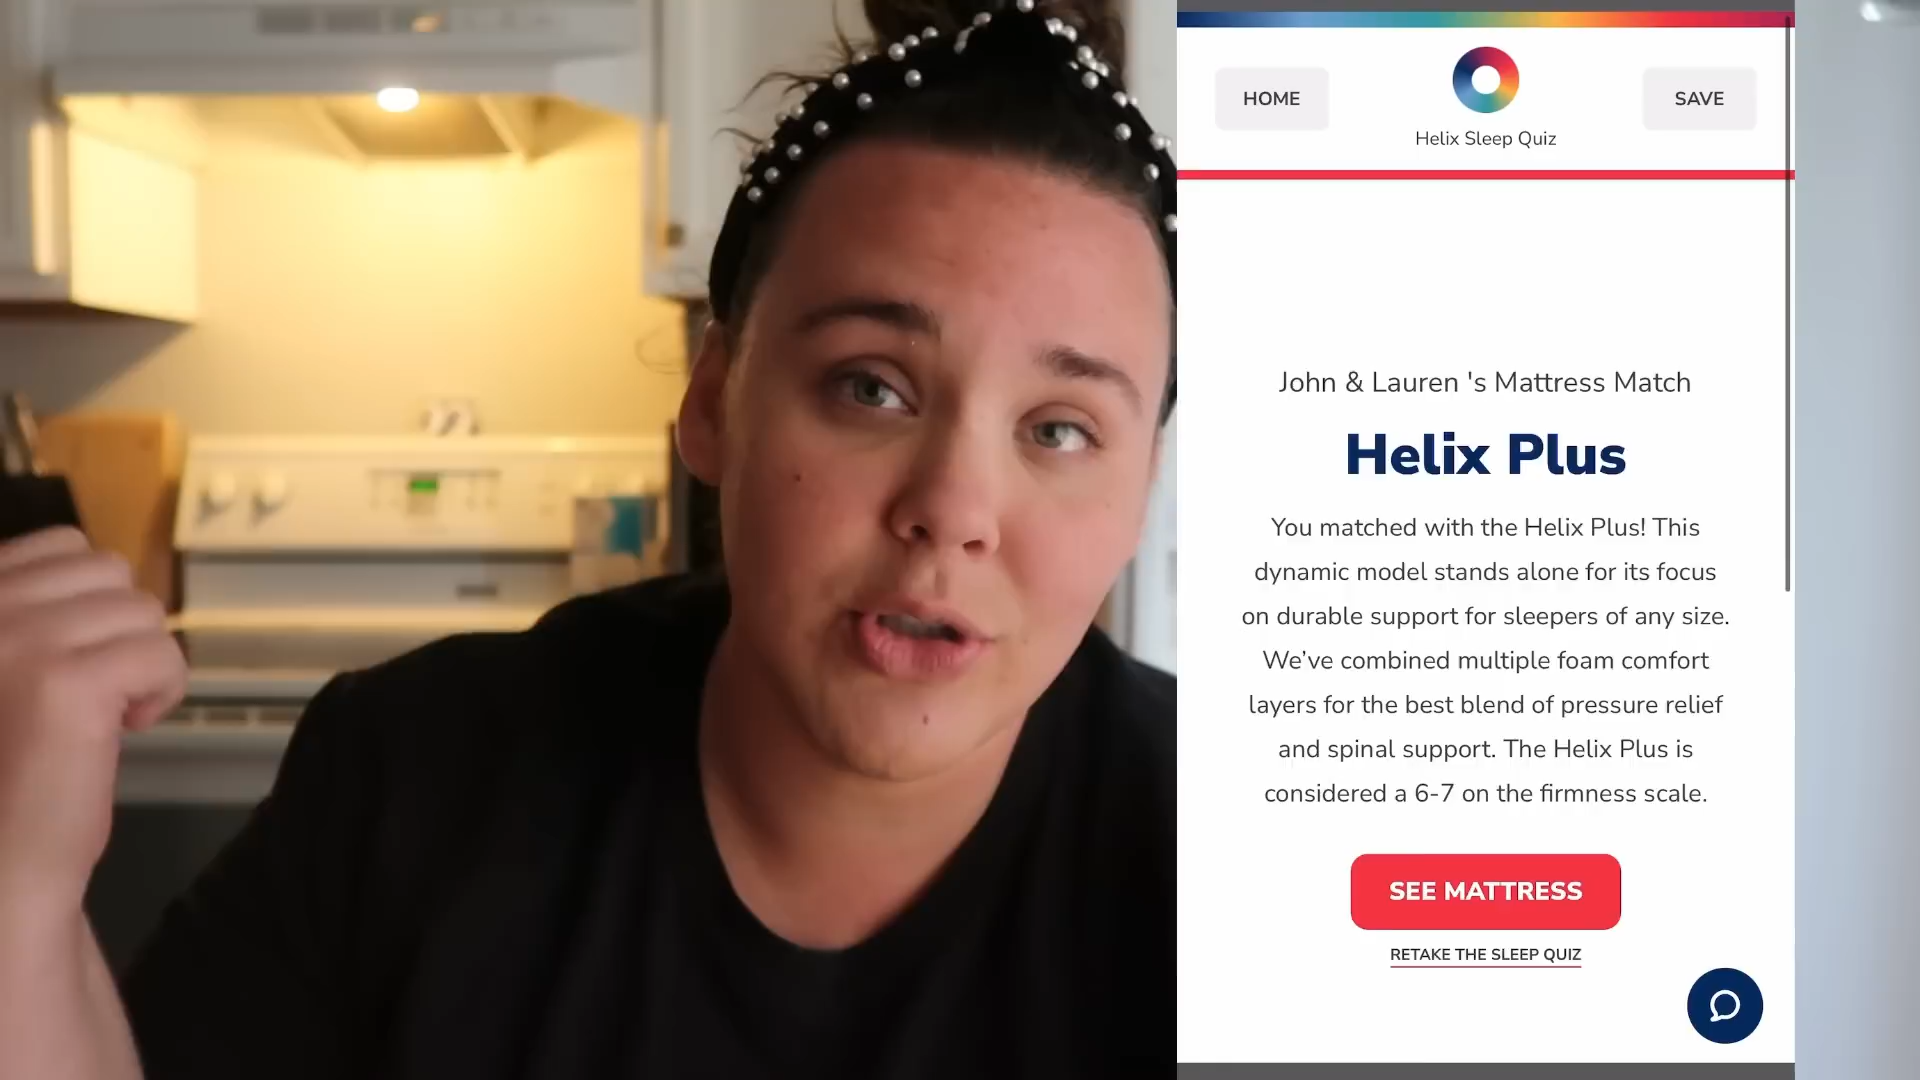 HOME
Helix Sleep Quiz
SAVE
John & Lauren 's Mattress Match
Helix Plus
You matched with the Helix Plus! This
dynamic model stands alone for its focus
on durable support for sleepers of any size.
We’ve combined multiple foam comfort
layers for the best blend of pressure relief
and spinal support. The Helix Plus is
considered a 6-7 on the firmness scale.
SEE MATTRESS
RETAKE THE SLEEP QUIZ